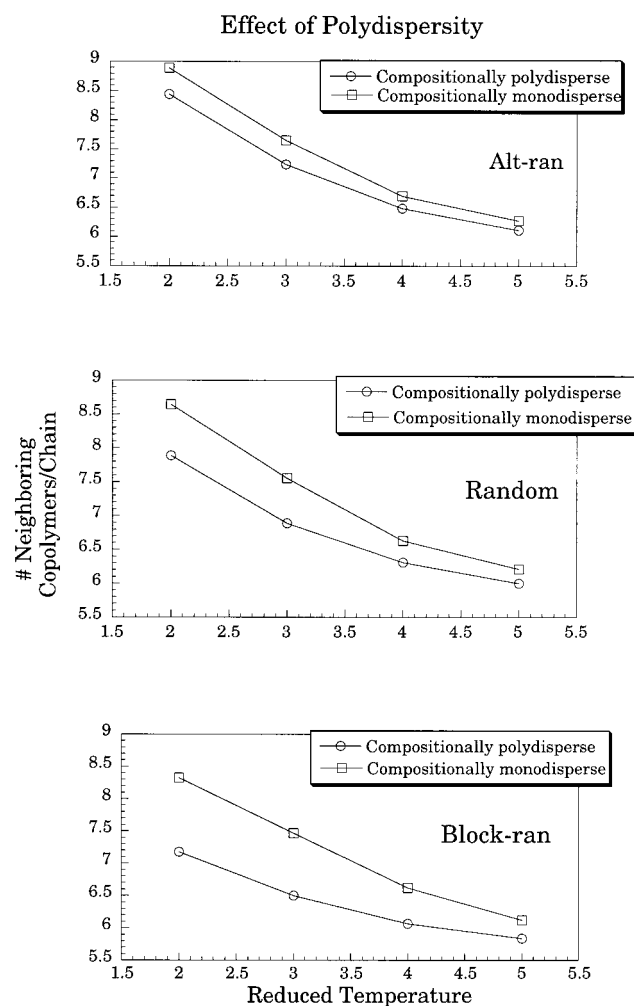 Effect of Polydispersity
9
8.5
8
7.5
7
6.5
6
5.5
Compositionally polydisperse
Compositionally monodisperse
Alt-ran
1.5 2 2.5 3 3.5 4 4.5 5 5.5
# Neighboring
Copolymers/Chain
9
8.5
8
7.5
7
6.5
6
5.5
Compositionally polydisperse
Compositionally monodisperse
Random
1.5 2 2.5 3 3.5 4 4.5 5 5.5
9
8.5
8
7.5
7
6.5
6
5.5
Compositionally polydisperse
Compositionally monodisperse
Block-ran
1.5 2 2.5 3 3.5 4 4.5 5 5.5
Reduced Temperature